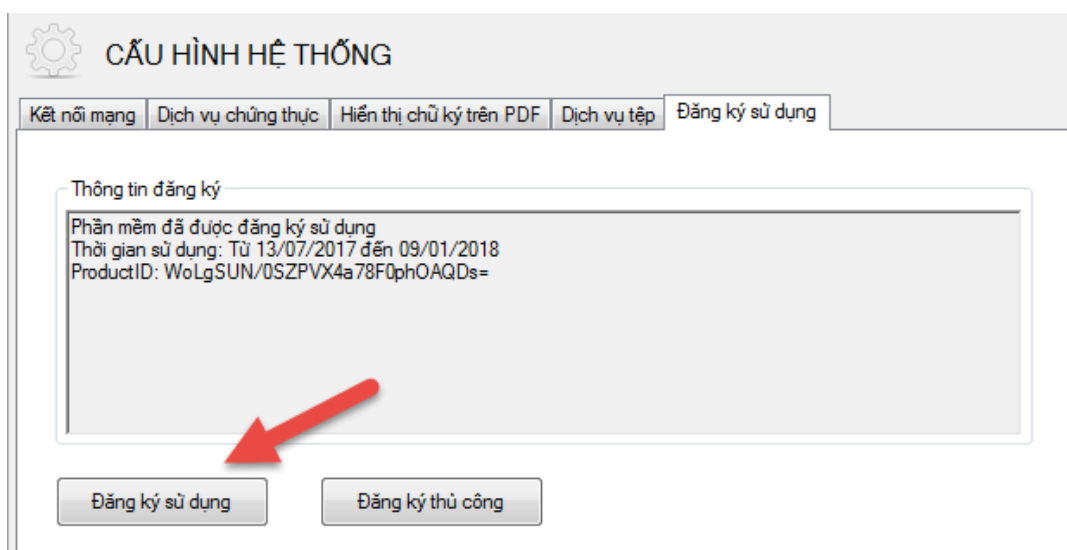 CẤU HÌNH HỆ THỐNG
Kết nối mạng Dịch vụ chứng thực Hiển thị chữ ký trên PDF Dịch vụ tệp Đăng ký sử dụng
Thông tin đăng ký
Phần mềm đã được đăng ký sử dụng
Thời gian sử dụng: Từ 13/07/2017 đến 09/01/2018
ProductID: WoLgSUN/0SZPVX4a78F0phOAQDs=
Đăng ký sử dụng Đăng ký thủ công